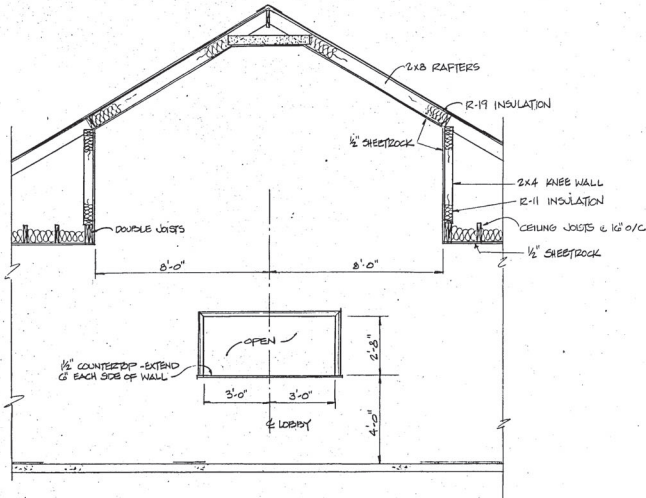 2x8 RAFTERS
R-19 INSULATION
1/2" SHEETROCK
2x4 KNEE WALL
R-11 INSULATION
DOUBLE JOISTS
CEILING JOISTS @ 16" O/C
1/2" SHEETROCK
8'-0"
8'-0"
OPEN
2'-8"
1 1/2" COUNTERTOP - EXTEND
6" EACH SIDE OF WALL
3'-0"
3'-0"
℄ LOBBY
4'-0"